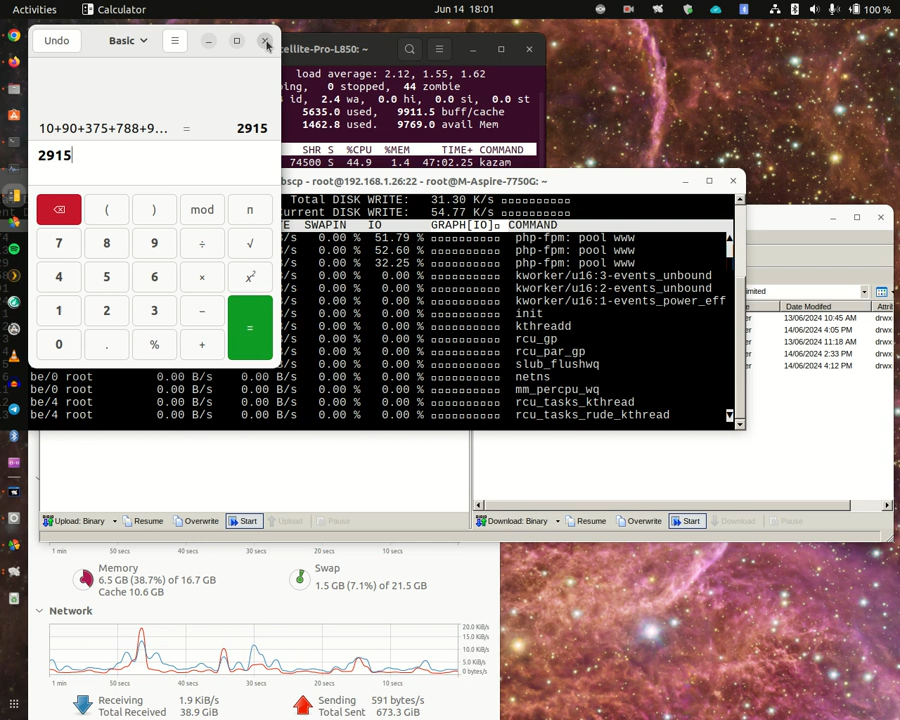 Activities
Calculator
Jun 14 18:01
100 %
Undo
Basic
10+90+375+788+9... = 2915
2915
( ) mod π
7 8 9 ÷ √
4 5 6 × x²
1 2 3 − =
0 . % +
tellite-Pro-L850: ~
load average: 2.12, 1.55, 1.62
ing, 0 stopped, 44 zombie
id, 2.4 wa, 0.0 hi, 0.0 si, 0.0 st
5635.0 used, 9911.5 buff/cache
1462.8 used. 9769.0 avail Mem
SHR S %CPU %MEM TIME+ COMMAND
74500 S 44.9 1.4 47:02.25 kazam
bscp - root@192.168.1.26:22 - root@M-Aspire-7750G: ~
Total DISK WRITE: 31.30 K/s
urrent DISK WRITE: 54.77 K/s
TE SWAPIN IO GRAPH[IO] COMMAND
/s 0.00 % 51.79 % php-fpm: pool www
/s 0.00 % 52.60 % php-fpm: pool www
/s 0.00 % 32.25 % php-fpm: pool www
/s 0.00 % 0.00 % kworker/u16:3-events_unbound
/s 0.00 % 0.00 % kworker/u16:2-events_unbound
/s 0.00 % 0.00 % kworker/u16:1-events_power_eff
/s 0.00 % 0.00 % init
/s 0.00 % 0.00 % kthreadd
/s 0.00 % 0.00 % rcu_gp
/s 0.00 % 0.00 % rcu_par_gp
/s 0.00 % 0.00 % slub_flushwq
be/0 root 0.00 B/s 0.00 B/s 0.00 % 0.00 % netns
be/0 root 0.00 B/s 0.00 B/s 0.00 % 0.00 % mm_percpu_wq
be/4 root 0.00 B/s 0.00 B/s 0.00 % 0.00 % rcu_tasks_kthread
be/4 root 0.00 B/s 0.00 B/s 0.00 % 0.00 % rcu_tasks_rude_kthread
imited
e Date Modified Attril
13/06/2024 10:45 AM drwx
14/06/2024 4:05 PM drwx
13/06/2024 11:18 AM drwx
14/06/2024 2:33 PM drwx
14/06/2024 4:12 PM drwx
Upload: Binary Resume Overwrite Start Upload Pause
Download: Binary Resume Overwrite Start Download Pause
1 min 50 secs 40 secs 30 secs 20 secs 10 secs
Memory
6.5 GB (38.7%) of 16.7 GB
Cache 10.6 GB
Swap
1.5 GB (7.1%) of 21.5 GB
Network
20.0 KiB/s
15.0 KiB/s
10.0 KiB/s
5.0 KiB/s
0 bytes/s
1 min 50 secs 40 secs 30 secs 20 secs 10 secs
Receiving 1.9 KiB/s
Total Received 38.9 GiB
Sending 591 bytes/s
Total Sent 673.3 GiB